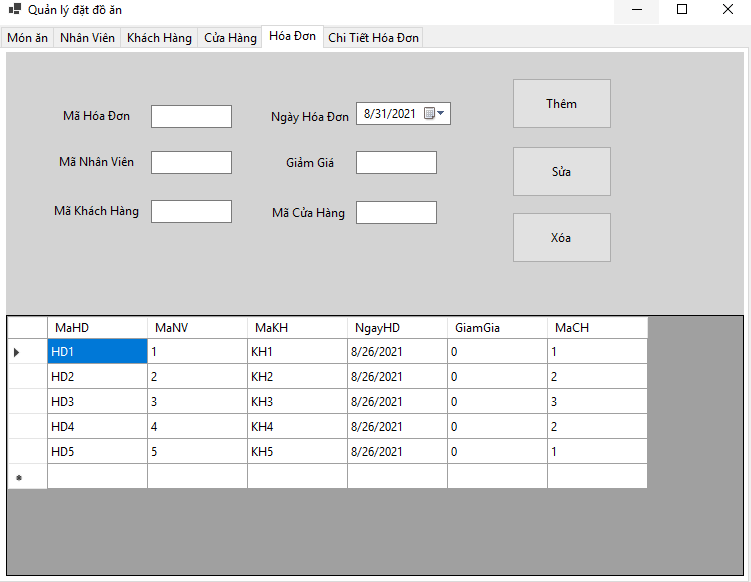 Quản lý đặt đồ ăn
Món ăn Nhân Viên Khách Hàng Cửa Hàng Hóa Đơn Chi Tiết Hóa Đơn
Mã Hóa Đơn Ngày Hóa Đơn 8/31/2021 Thêm
Mã Nhân Viên Giảm Giá Sửa
Mã Khách Hàng Mã Cửa Hàng Xóa
MaHD MaNV MaKH NgayHD GiamGia MaCH
HD1 1 KH1 8/26/2021 0 1
HD2 2 KH2 8/26/2021 0 2
HD3 3 KH3 8/26/2021 0 3
HD4 4 KH4 8/26/2021 0 2
HD5 5 KH5 8/26/2021 0 1